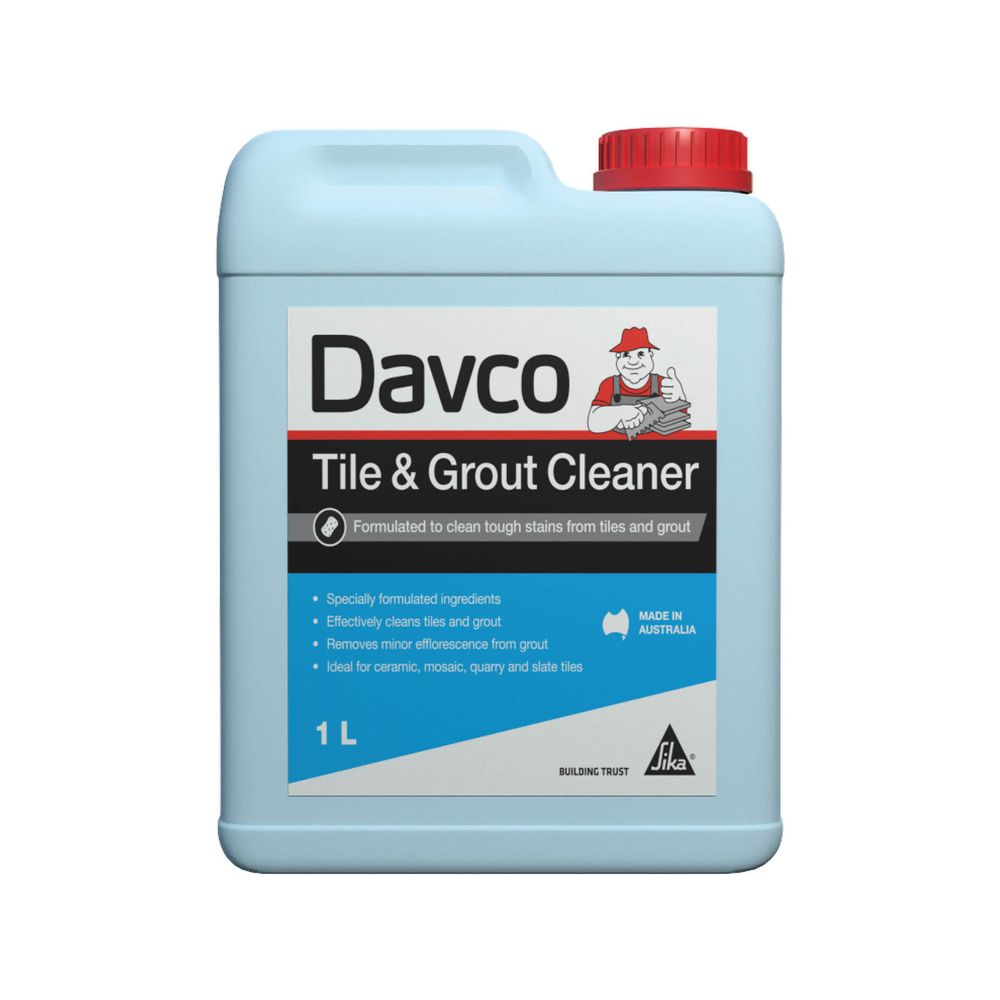 Davco
Tile & Grout Cleaner
Formulated to clean tough stains from tiles and grout
• Specially formulated ingredients
• Effectively cleans tiles and grout
• Removes minor efflorescence from grout
• Ideal for ceramic, mosaic, quarry and slate tiles
MADE IN
AUSTRALIA
1 L
BUILDING TRUST
Sika®